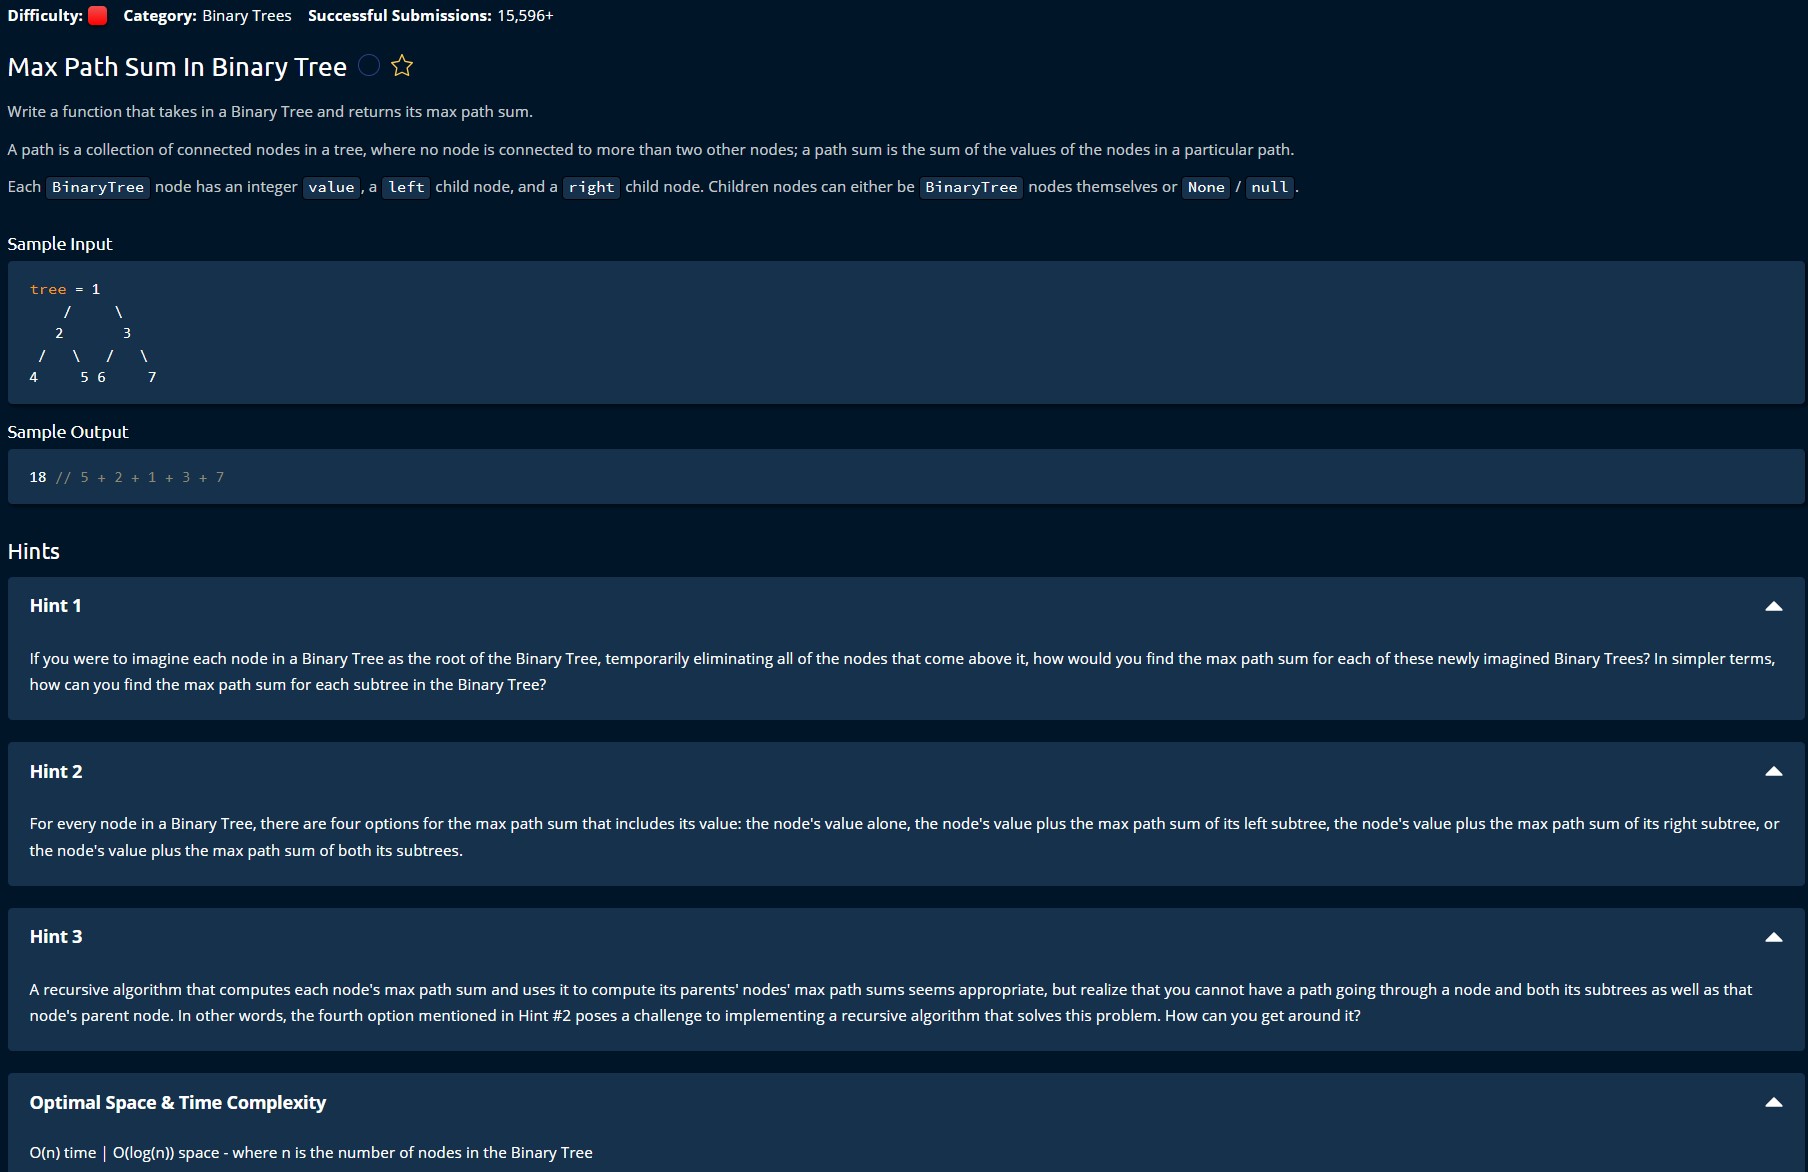 Difficulty: Category: Binary Trees Successful Submissions: 15,596+
Max Path Sum In Binary Tree
Write a function that takes in a Binary Tree and returns its max path sum.
A path is a collection of connected nodes in a tree, where no node is connected to more than two other nodes; a path sum is the sum of the values of the nodes in a particular path.
Each BinaryTree node has an integer value, a left child node, and a right child node. Children nodes can either be BinaryTree nodes themselves or None / null.
Sample Input
tree = 1
    /     \
   2       3
 /   \   /   \
4     5 6     7
Sample Output
18 // 5 + 2 + 1 + 3 + 7
Hints
Hint 1
If you were to imagine each node in a Binary Tree as the root of the Binary Tree, temporarily eliminating all of the nodes that come above it, how would you find the max path sum for each of these newly imagined Binary Trees? In simpler terms,
how can you find the max path sum for each subtree in the Binary Tree?
Hint 2
For every node in a Binary Tree, there are four options for the max path sum that includes its value: the node's value alone, the node's value plus the max path sum of its left subtree, the node's value plus the max path sum of its right subtree, or
the node's value plus the max path sum of both its subtrees.
Hint 3
A recursive algorithm that computes each node's max path sum and uses it to compute its parents' nodes' max path sums seems appropriate, but realize that you cannot have a path going through a node and both its subtrees as well as that
node's parent node. In other words, the fourth option mentioned in Hint #2 poses a challenge to implementing a recursive algorithm that solves this problem. How can you get around it?
Optimal Space & Time Complexity
O(n) time | O(log(n)) space - where n is the number of nodes in the Binary Tree